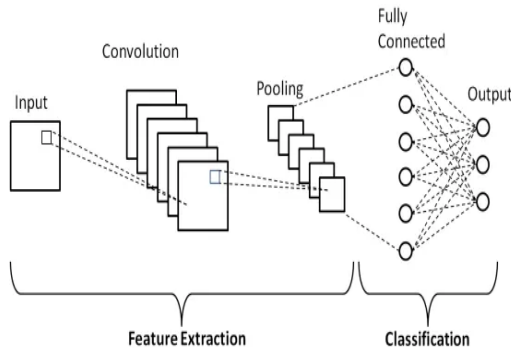 Fully
Connected
Convolution
Pooling
Output
Input
Feature Extraction
Classification